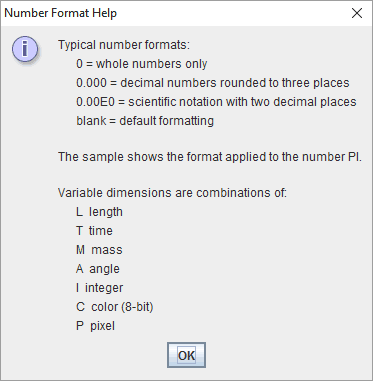 Number Format Help
Typical number formats:
0 = whole numbers only
0.000 = decimal numbers rounded to three places
0.00E0 = scientific notation with two decimal places
blank = default formatting
The sample shows the format applied to the number PI.
Variable dimensions are combinations of:
L length
T time
M mass
A angle
I integer
C color (8-bit)
P pixel
OK